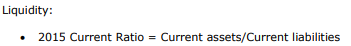 Liquidity:
• 2015 Current Ratio = Current assets/Current liabilities